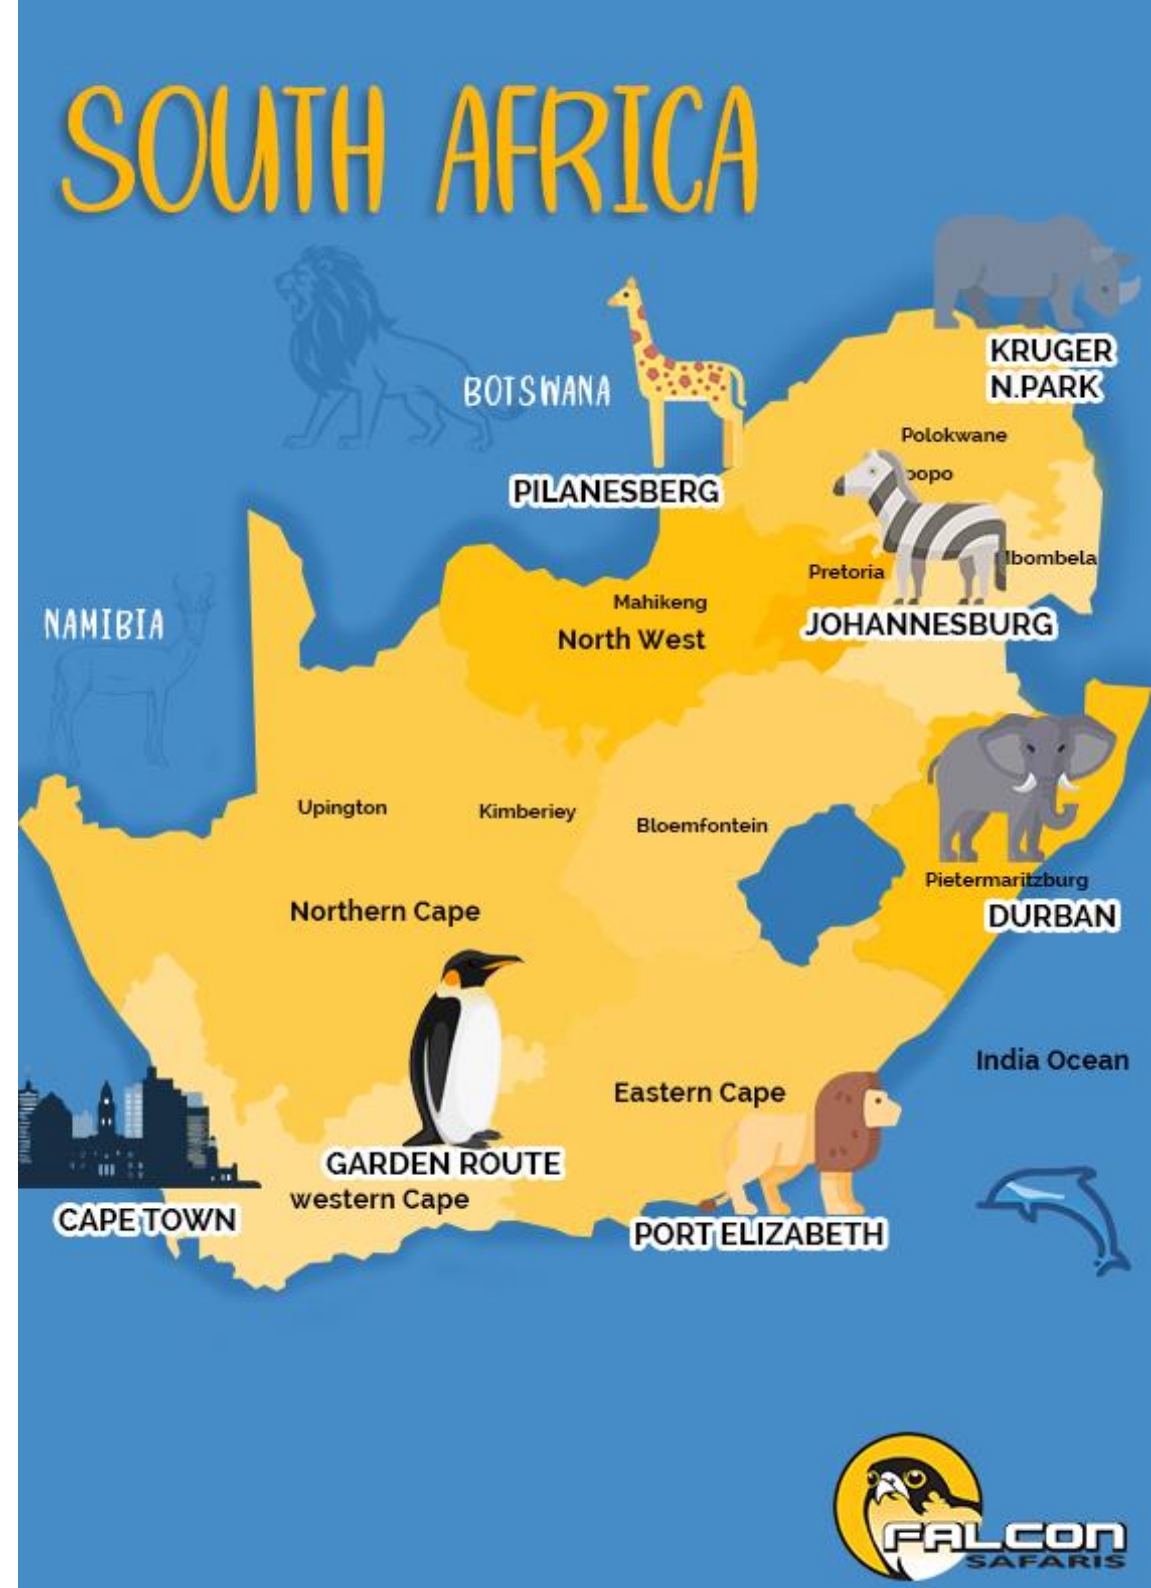 SOUTH AFRICA
KRUGER
N.PARK
BOTSWANA
Polokwane
PILANESBERG
Pretoria
Mahikeng
JOHANNESBURG
NAMIBIA
North West
Upington
Kimberiey
Bloemfontein
Pietermaritzburg
Northern Cape
DURBAN
India Ocean
Eastern Cape
GARDEN ROUTE
western Cape
CAPE TOWN
PORT ELIZABETH
FALCON
SAFARIS